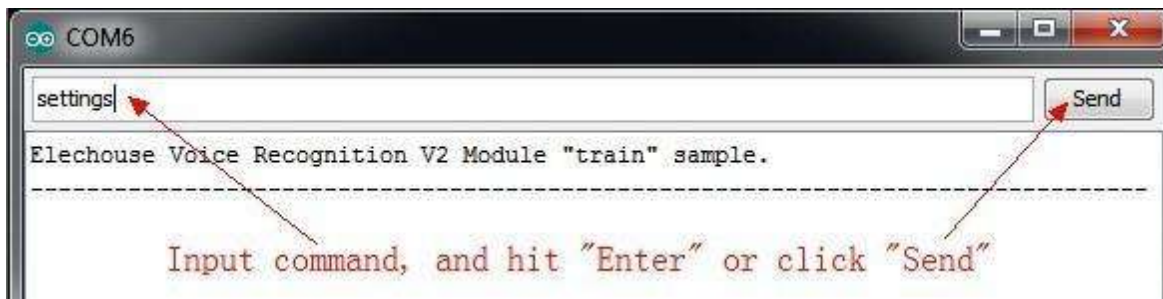 COM6
settings
Send
Elechouse Voice Recognition V2 Module "train" sample.
--------------------------------------------------------------------------------
Input command, and hit "Enter" or click "Send"